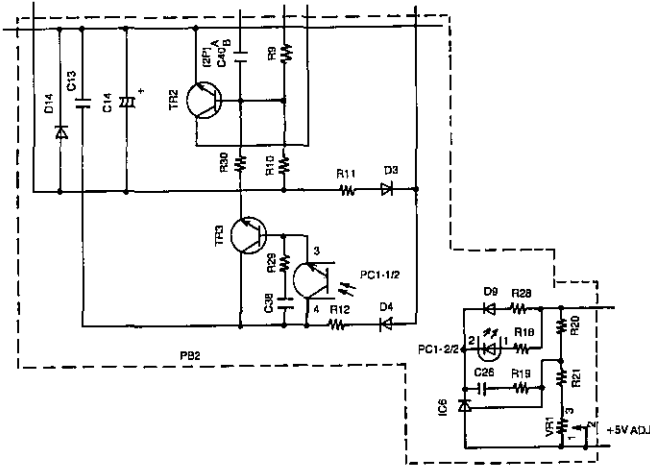 (2P)
A
C40
B
R9
C13
D14
C14
+
TR2
R30
R10
R11
D3
TR3
R29
3
PC1-1/2
C38
4
R12
D4
PB2
D9
R28
R20
PC1-2/2
2
1
R18
C26
R19
R21
IC6
VR1
3
1
2
+5V ADJ